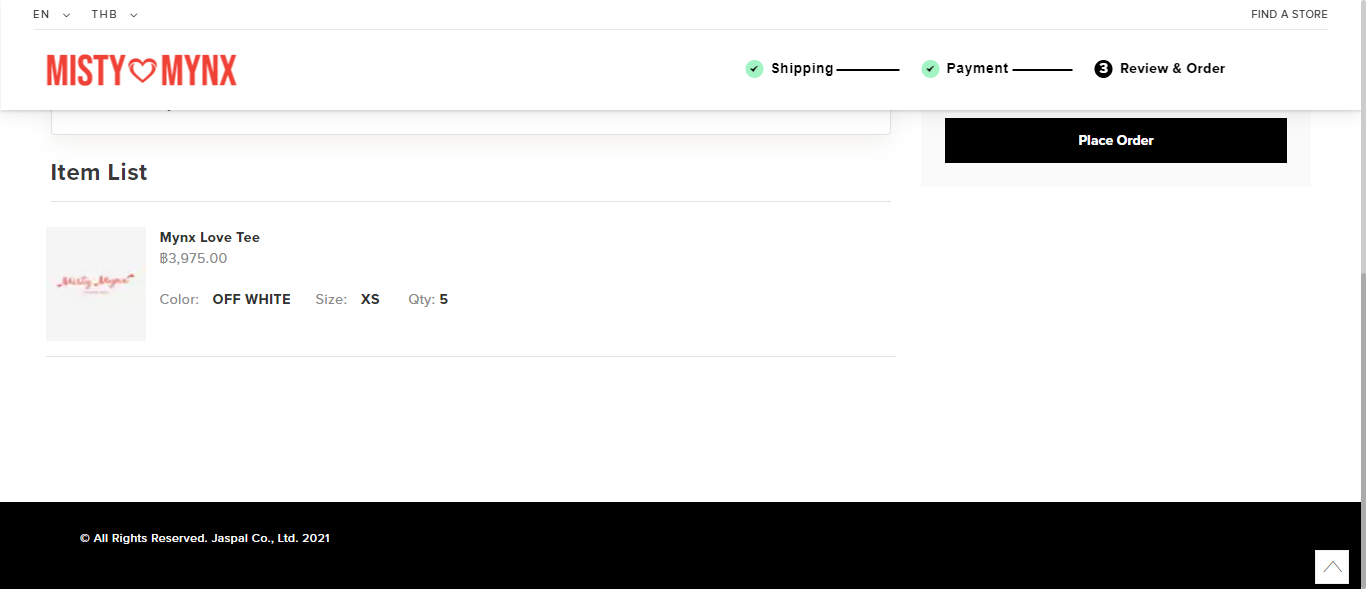 EN THB FIND A STORE
MISTY MYNX
Shipping Payment 3 Review & Order
Place Order
Item List
Mynx Love Tee
฿3,975.00
Misty Mynx
Color: OFF WHITE Size: XS Qty: 5
© All Rights Reserved. Jaspal Co., Ltd. 2021